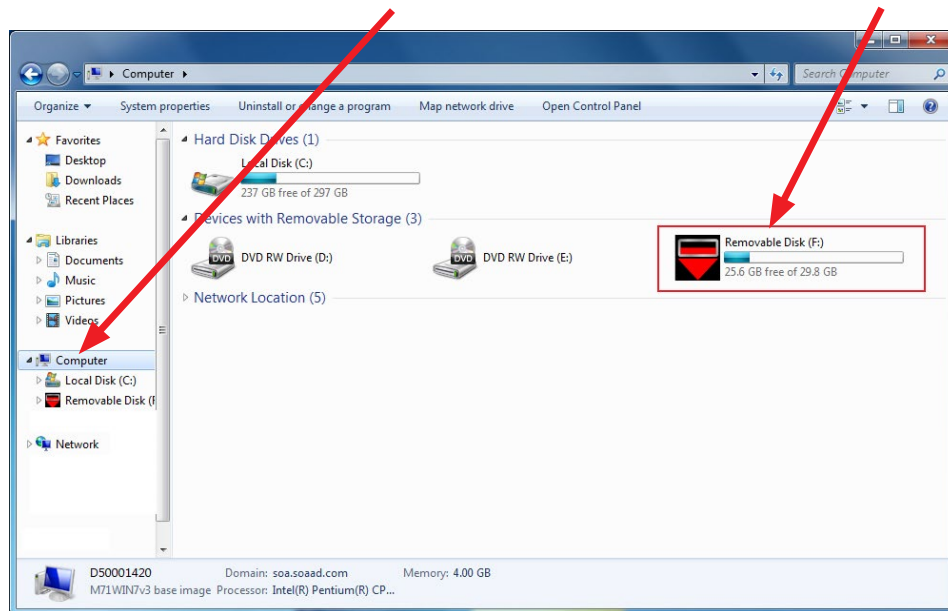 Computer
Search Computer
Organize System properties Uninstall or change a program Map network drive Open Control Panel
Favorites
Desktop
Downloads
Recent Places
Libraries
Documents
Music
Pictures
Videos
Computer
Local Disk (C:)
Removable Disk (F
Network
Hard Disk Drives (1)
Local Disk (C:)
237 GB free of 297 GB
Devices with Removable Storage (3)
DVD
DVD RW Drive (D:)
DVD
DVD RW Drive (E:)
Removable Disk (F:)
25.6 GB free of 29.8 GB
Network Location (5)
D50001420 Domain: soa.soaad.com Memory: 4.00 GB
M71WIN7v3 base image Processor: Intel(R) Pentium(R) CP...